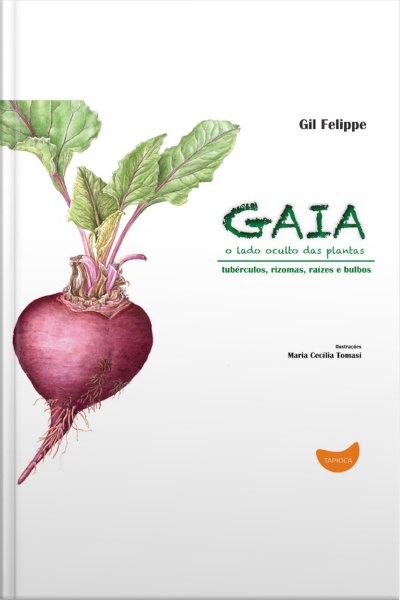 Gil Felippe
GAIA
o lado oculto das plantas
tubérculos, rizomas, raízes e bulbos
Ilustrações
Maria Cecília Tomasi
TAPIOCA